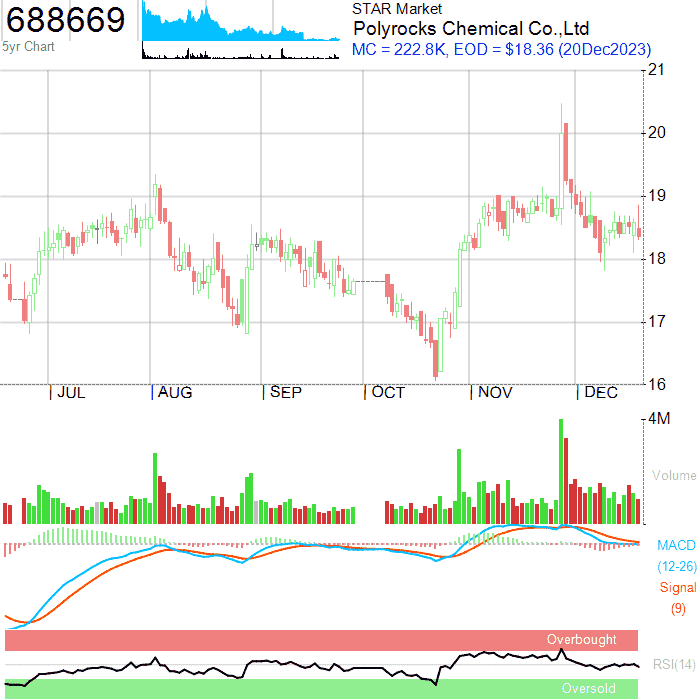 688669
5yr Chart
STAR Market
Polyrocks Chemical Co.,Ltd
MC = 222.8K, EOD = $18.36 (20Dec2023)
21
20
19
18
17
16
JUL AUG SEP OCT NOV DEC
4M
Volume
MACD
(12-26)
Signal
(9)
Overbought
RSI(14)
Oversold